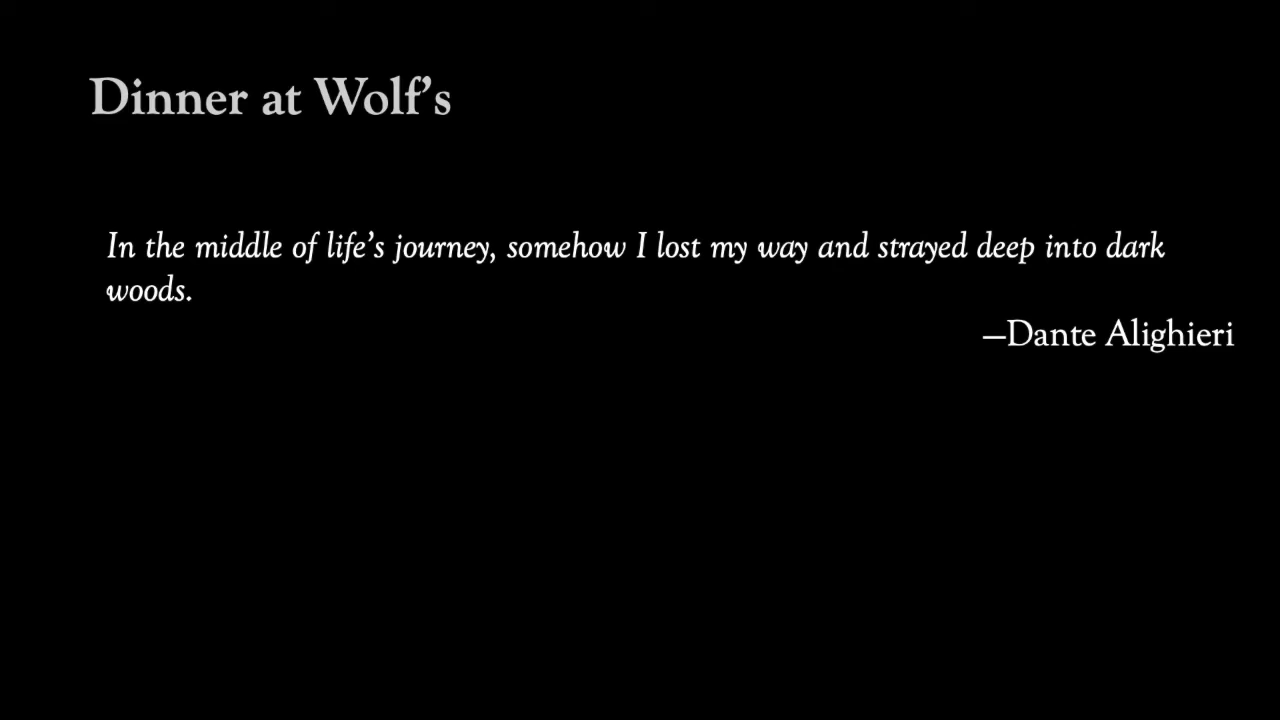 Dinner at Wolf’s
In the middle of life’s journey, somehow I lost my way and strayed deep into dark
woods.
—Dante Alighieri